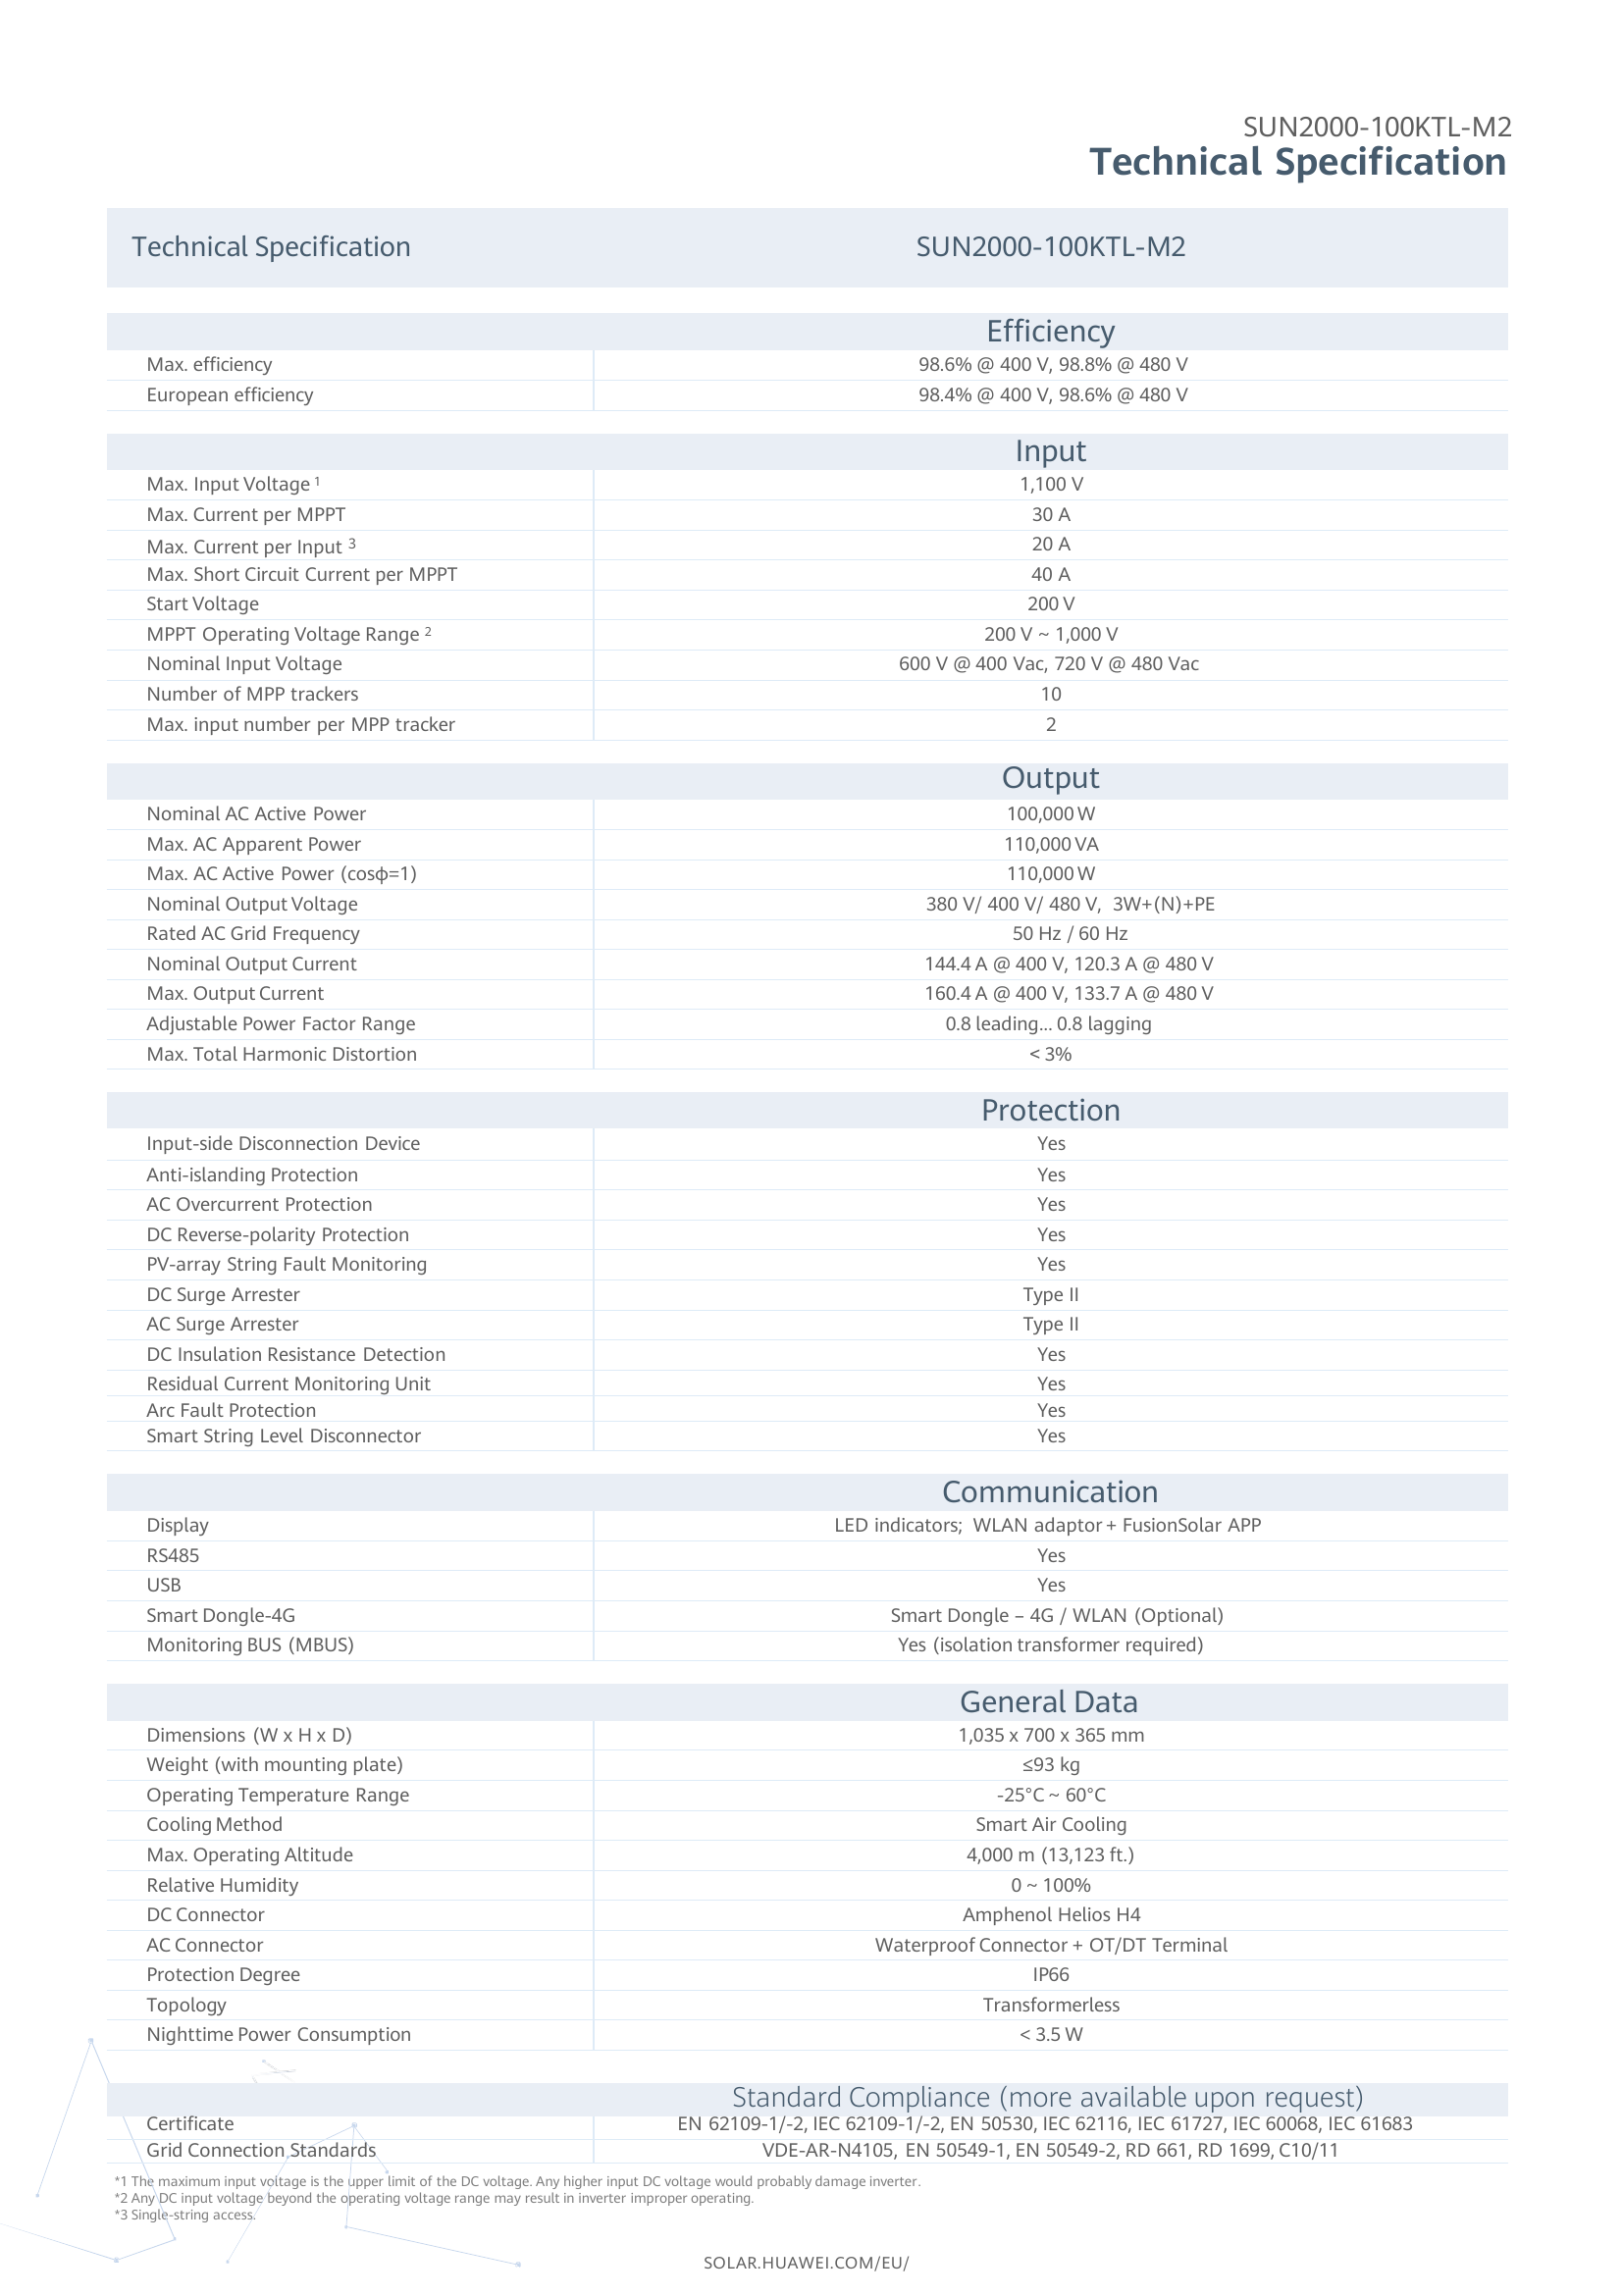 SUN2000-100KTL-M2
Technical Specification
Technical Specification SUN2000-100KTL-M2
Efficiency
Max. efficiency 98.6% @ 400 V, 98.8% @ 480 V
European efficiency 98.4% @ 400 V, 98.6% @ 480 V
Input
Max. Input Voltage ¹ 1,100 V
Max. Current per MPPT 30 A
Max. Current per Input ³ 20 A
Max. Short Circuit Current per MPPT 40 A
Start Voltage 200 V
MPPT Operating Voltage Range ² 200 V ~ 1,000 V
Nominal Input Voltage 600 V @ 400 Vac, 720 V @ 480 Vac
Number of MPP trackers 10
Max. input number per MPP tracker 2
Output
Nominal AC Active Power 100,000 W
Max. AC Apparent Power 110,000 VA
Max. AC Active Power (cosφ=1) 110,000 W
Nominal Output Voltage 380 V/ 400 V/ 480 V, 3W+(N)+PE
Rated AC Grid Frequency 50 Hz / 60 Hz
Nominal Output Current 144.4 A @ 400 V, 120.3 A @ 480 V
Max. Output Current 160.4 A @ 400 V, 133.7 A @ 480 V
Adjustable Power Factor Range 0.8 leading... 0.8 lagging
Max. Total Harmonic Distortion < 3%
Protection
Input-side Disconnection Device Yes
Anti-islanding Protection Yes
AC Overcurrent Protection Yes
DC Reverse-polarity Protection Yes
PV-array String Fault Monitoring Yes
DC Surge Arrester Type II
AC Surge Arrester Type II
DC Insulation Resistance Detection Yes
Residual Current Monitoring Unit Yes
Arc Fault Protection Yes
Smart String Level Disconnector Yes
Communication
Display LED indicators; WLAN adaptor + FusionSolar APP
RS485 Yes
USB Yes
Smart Dongle-4G Smart Dongle – 4G / WLAN (Optional)
Monitoring BUS (MBUS) Yes (isolation transformer required)
General Data
Dimensions (W x H x D) 1,035 x 700 x 365 mm
Weight (with mounting plate) ≤93 kg
Operating Temperature Range -25°C ~ 60°C
Cooling Method Smart Air Cooling
Max. Operating Altitude 4,000 m (13,123 ft.)
Relative Humidity 0 ~ 100%
DC Connector Amphenol Helios H4
AC Connector Waterproof Connector + OT/DT Terminal
Protection Degree IP66
Topology Transformerless
Nighttime Power Consumption < 3.5 W
Standard Compliance (more available upon request)
Certificate EN 62109-1/-2, IEC 62109-1/-2, EN 50530, IEC 62116, IEC 61727, IEC 60068, IEC 61683
Grid Connection Standards VDE-AR-N4105, EN 50549-1, EN 50549-2, RD 661, RD 1699, C10/11
*1 The maximum input voltage is the upper limit of the DC voltage. Any higher input DC voltage would probably damage inverter.
*2 Any DC input voltage beyond the operating voltage range may result in inverter improper operating.
*3 Single-string access.
SOLAR.HUAWEI.COM/EU/